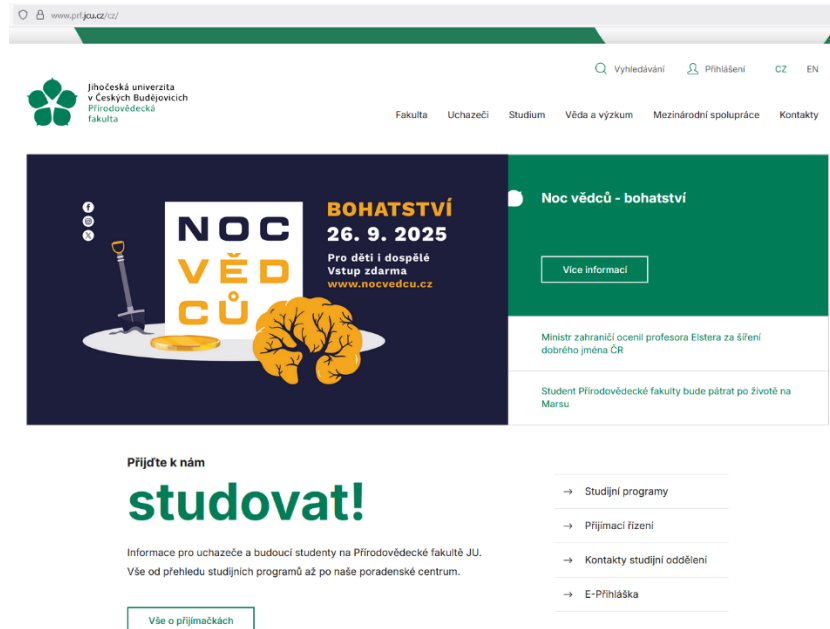 www.prf.jcu.cz/cz/
Vyhledávání Přihlášení CZ EN
Jihočeská univerzita
v Českých Budějovicích
Přírodovědecká
fakulta
Fakulta Uchazeči Studium Věda a výzkum Mezinárodní spolupráce Kontakty
NOC
VĚD
CŮ
BOHATSTVÍ
26. 9. 2025
Pro děti i dospělé
Vstup zdarma
www.nocvedcu.cz
Noc vědců - bohatství
Více informací
Ministr zahraničí ocenil profesora Elstera za šíření
dobrého jména ČR
Student Přírodovědecké fakulty bude pátrat po životě na
Marsu
Přijďte k nám
studovat!
Informace pro uchazeče a budoucí studenty na Přírodovědecké fakultě JU.
Vše od přehledu studijních programů až po naše poradenské centrum.
Vše o přijímačkách
Studijní programy
Přijímací řízení
Kontakty studijní oddělení
E-Přihláška